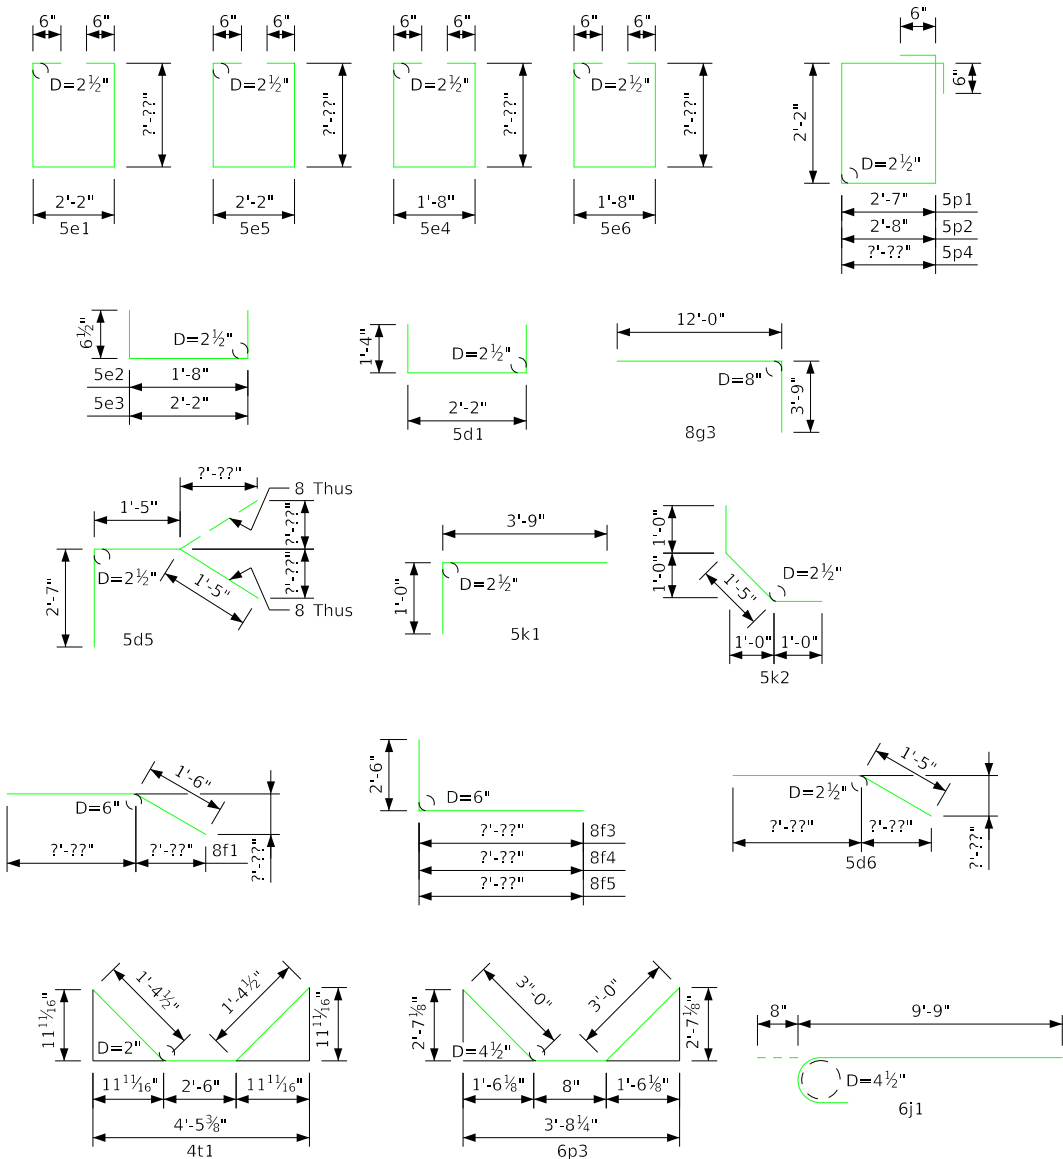 6" 6" 6" 6" 6" 6" 6" 6" 6"
D=2½" ?'-??" D=2½" ?'-??" D=2½" ?'-??" D=2½" ?'-??" 2'-2" 6"
D=2½"
2'-2" 2'-2" 1'-8" 1'-8" 2'-7" 5p1
5e1 5e5 5e4 5e6 2'-8" 5p2
?'-??" 5p4
6½" D=2½" 1'-4" D=2½" 12'-0"
5e2 1'-8" D=8" 3'-9"
5e3 2'-2" 2'-2"
5d1 8g3
?'-??" 8 Thus
1'-5" ?'-??" 3'-9" 1'-0"
D=2½" ?'-??" D=2½" 1'-0" D=2½"
2'-7" 1'-5" 8 Thus 1'-0" 1'-5"
5d5 5k1 1'-0" 1'-0"
5k2
1'-6" 2'-6" 1'-5"
D=6" D=6" D=2½"
?'-??" ?'-??" 8f1 ?'-??" ?'-??" 8f3 ?'-??" ?'-??" ?'-??"
?'-??" 8f4 5d6
?'-??" 8f5
1'-4½" 1'-4½" 3"-0" 3'-0"
11¹¹⁄₁₆" D=2" 11¹¹⁄₁₆" 2'-7⅛" D=4½" 2'-7⅛" 8" 9'-9"
11¹¹⁄₁₆" 2'-6" 11¹¹⁄₁₆" 1'-6⅛" 8" 1'-6⅛" D=4½"
4'-5⅜" 3'-8¼" 6j1
4t1 6p3